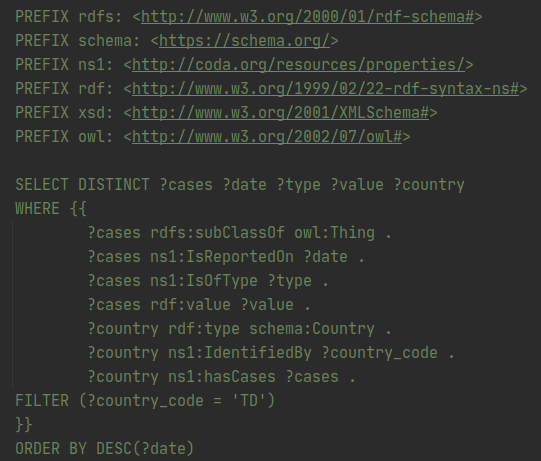 PREFIX rdfs: <http://www.w3.org/2000/01/rdf-schema#>
PREFIX schema: <https://schema.org/>
PREFIX ns1: <http://coda.org/resources/properties/>
PREFIX rdf: <http://www.w3.org/1999/02/22-rdf-syntax-ns#>
PREFIX xsd: <http://www.w3.org/2001/XMLSchema#>
PREFIX owl: <http://www.w3.org/2002/07/owl#>

SELECT DISTINCT ?cases ?date ?type ?value ?country
WHERE {{
        ?cases rdfs:subClassOf owl:Thing .
        ?cases ns1:IsReportedOn ?date .
        ?cases ns1:IsOfType ?type .
        ?cases rdf:value ?value .
        ?country rdf:type schema:Country .
        ?country ns1:IdentifiedBy ?country_code .
        ?country ns1:hasCases ?cases .
FILTER (?country_code = 'TD')
}}
ORDER BY DESC(?date)